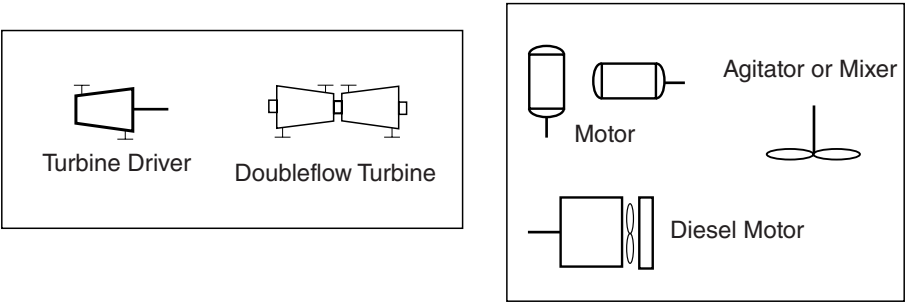 Turbine Driver
Doubleflow Turbine
Agitator or Mixer
Motor
Diesel Motor